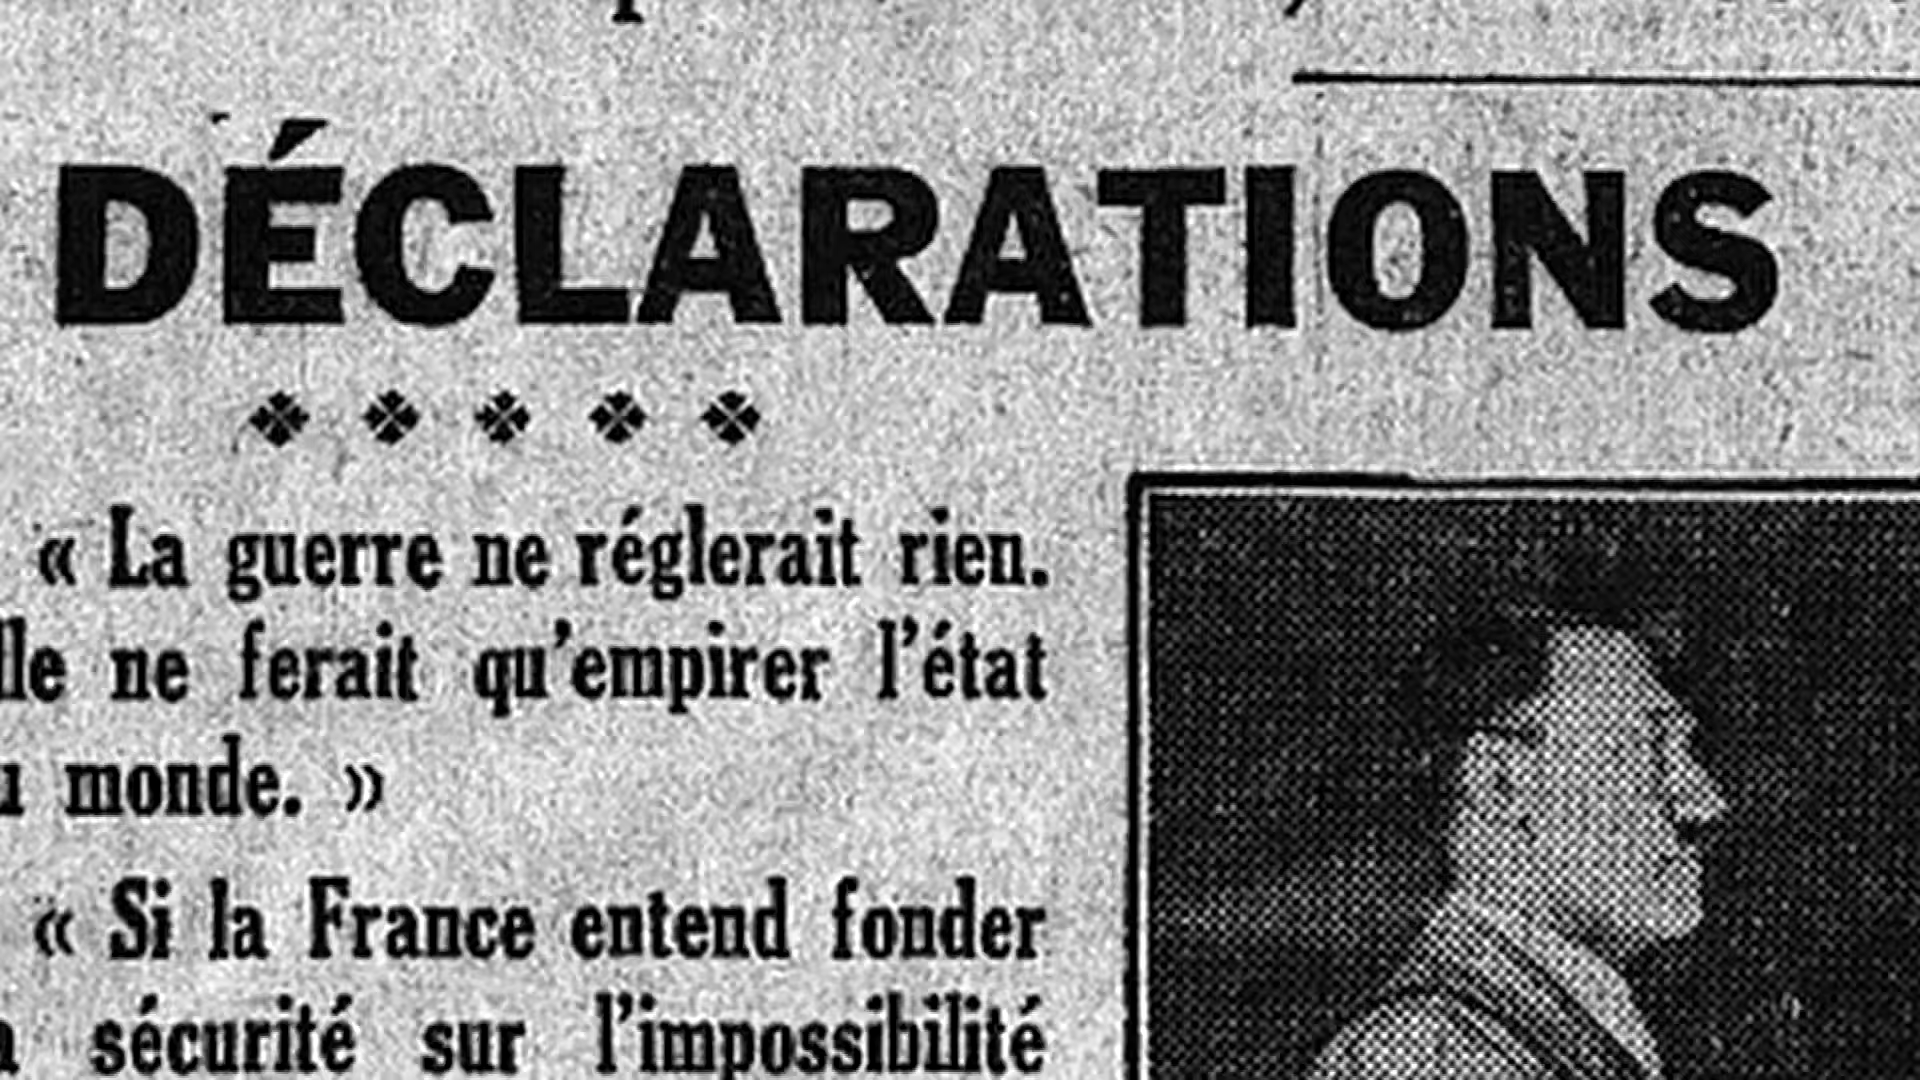 DÉCLARATIONS
« La guerre ne réglerait rien.
lle ne ferait qu'empirer l'état
u monde. »
« Si la France entend fonder
a sécurité sur l'impossibilité